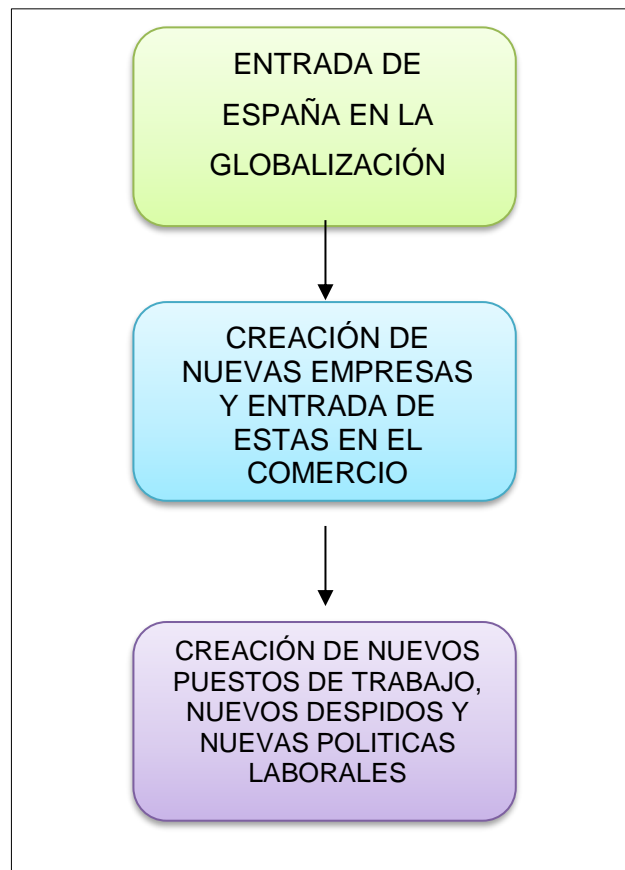 ENTRADA DE
ESPAÑA EN LA
GLOBALIZACIÓN
CREACIÓN DE
NUEVAS EMPRESAS
Y ENTRADA DE
ESTAS EN EL
COMERCIO
CREACIÓN DE NUEVOS
PUESTOS DE TRABAJO,
NUEVOS DESPIDOS Y
NUEVAS POLITICAS
LABORALES